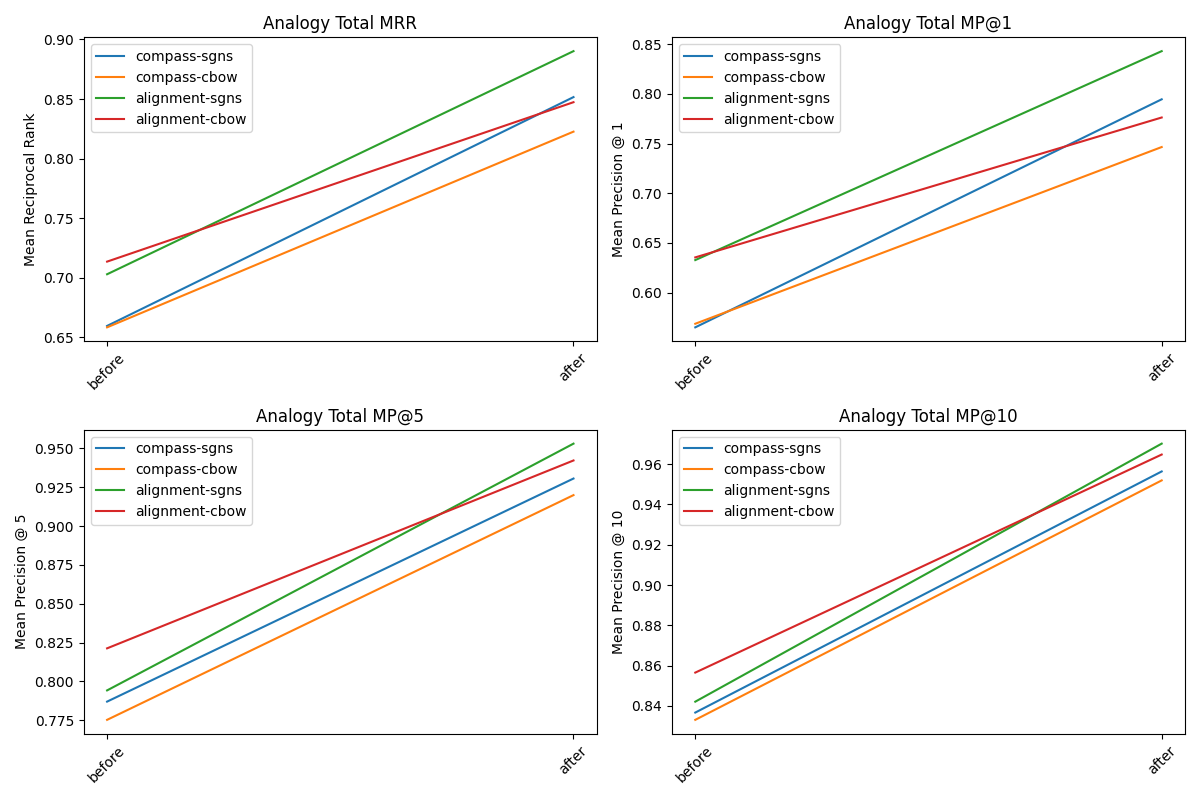 Analogy Total MRR
Mean Reciprocal Rank
0.90
0.85
0.80
0.75
0.70
0.65
compass-sgns
compass-cbow
alignment-sgns
alignment-cbow
before
after
Analogy Total MP@1
Mean Precision @ 1
0.85
0.80
0.75
0.70
0.65
0.60
compass-sgns
compass-cbow
alignment-sgns
alignment-cbow
before
after
Analogy Total MP@5
Mean Precision @ 5
0.950
0.925
0.900
0.875
0.850
0.825
0.800
0.775
compass-sgns
compass-cbow
alignment-sgns
alignment-cbow
before
after
Analogy Total MP@10
Mean Precision @ 10
0.96
0.94
0.92
0.90
0.88
0.86
0.84
compass-sgns
compass-cbow
alignment-sgns
alignment-cbow
before
after